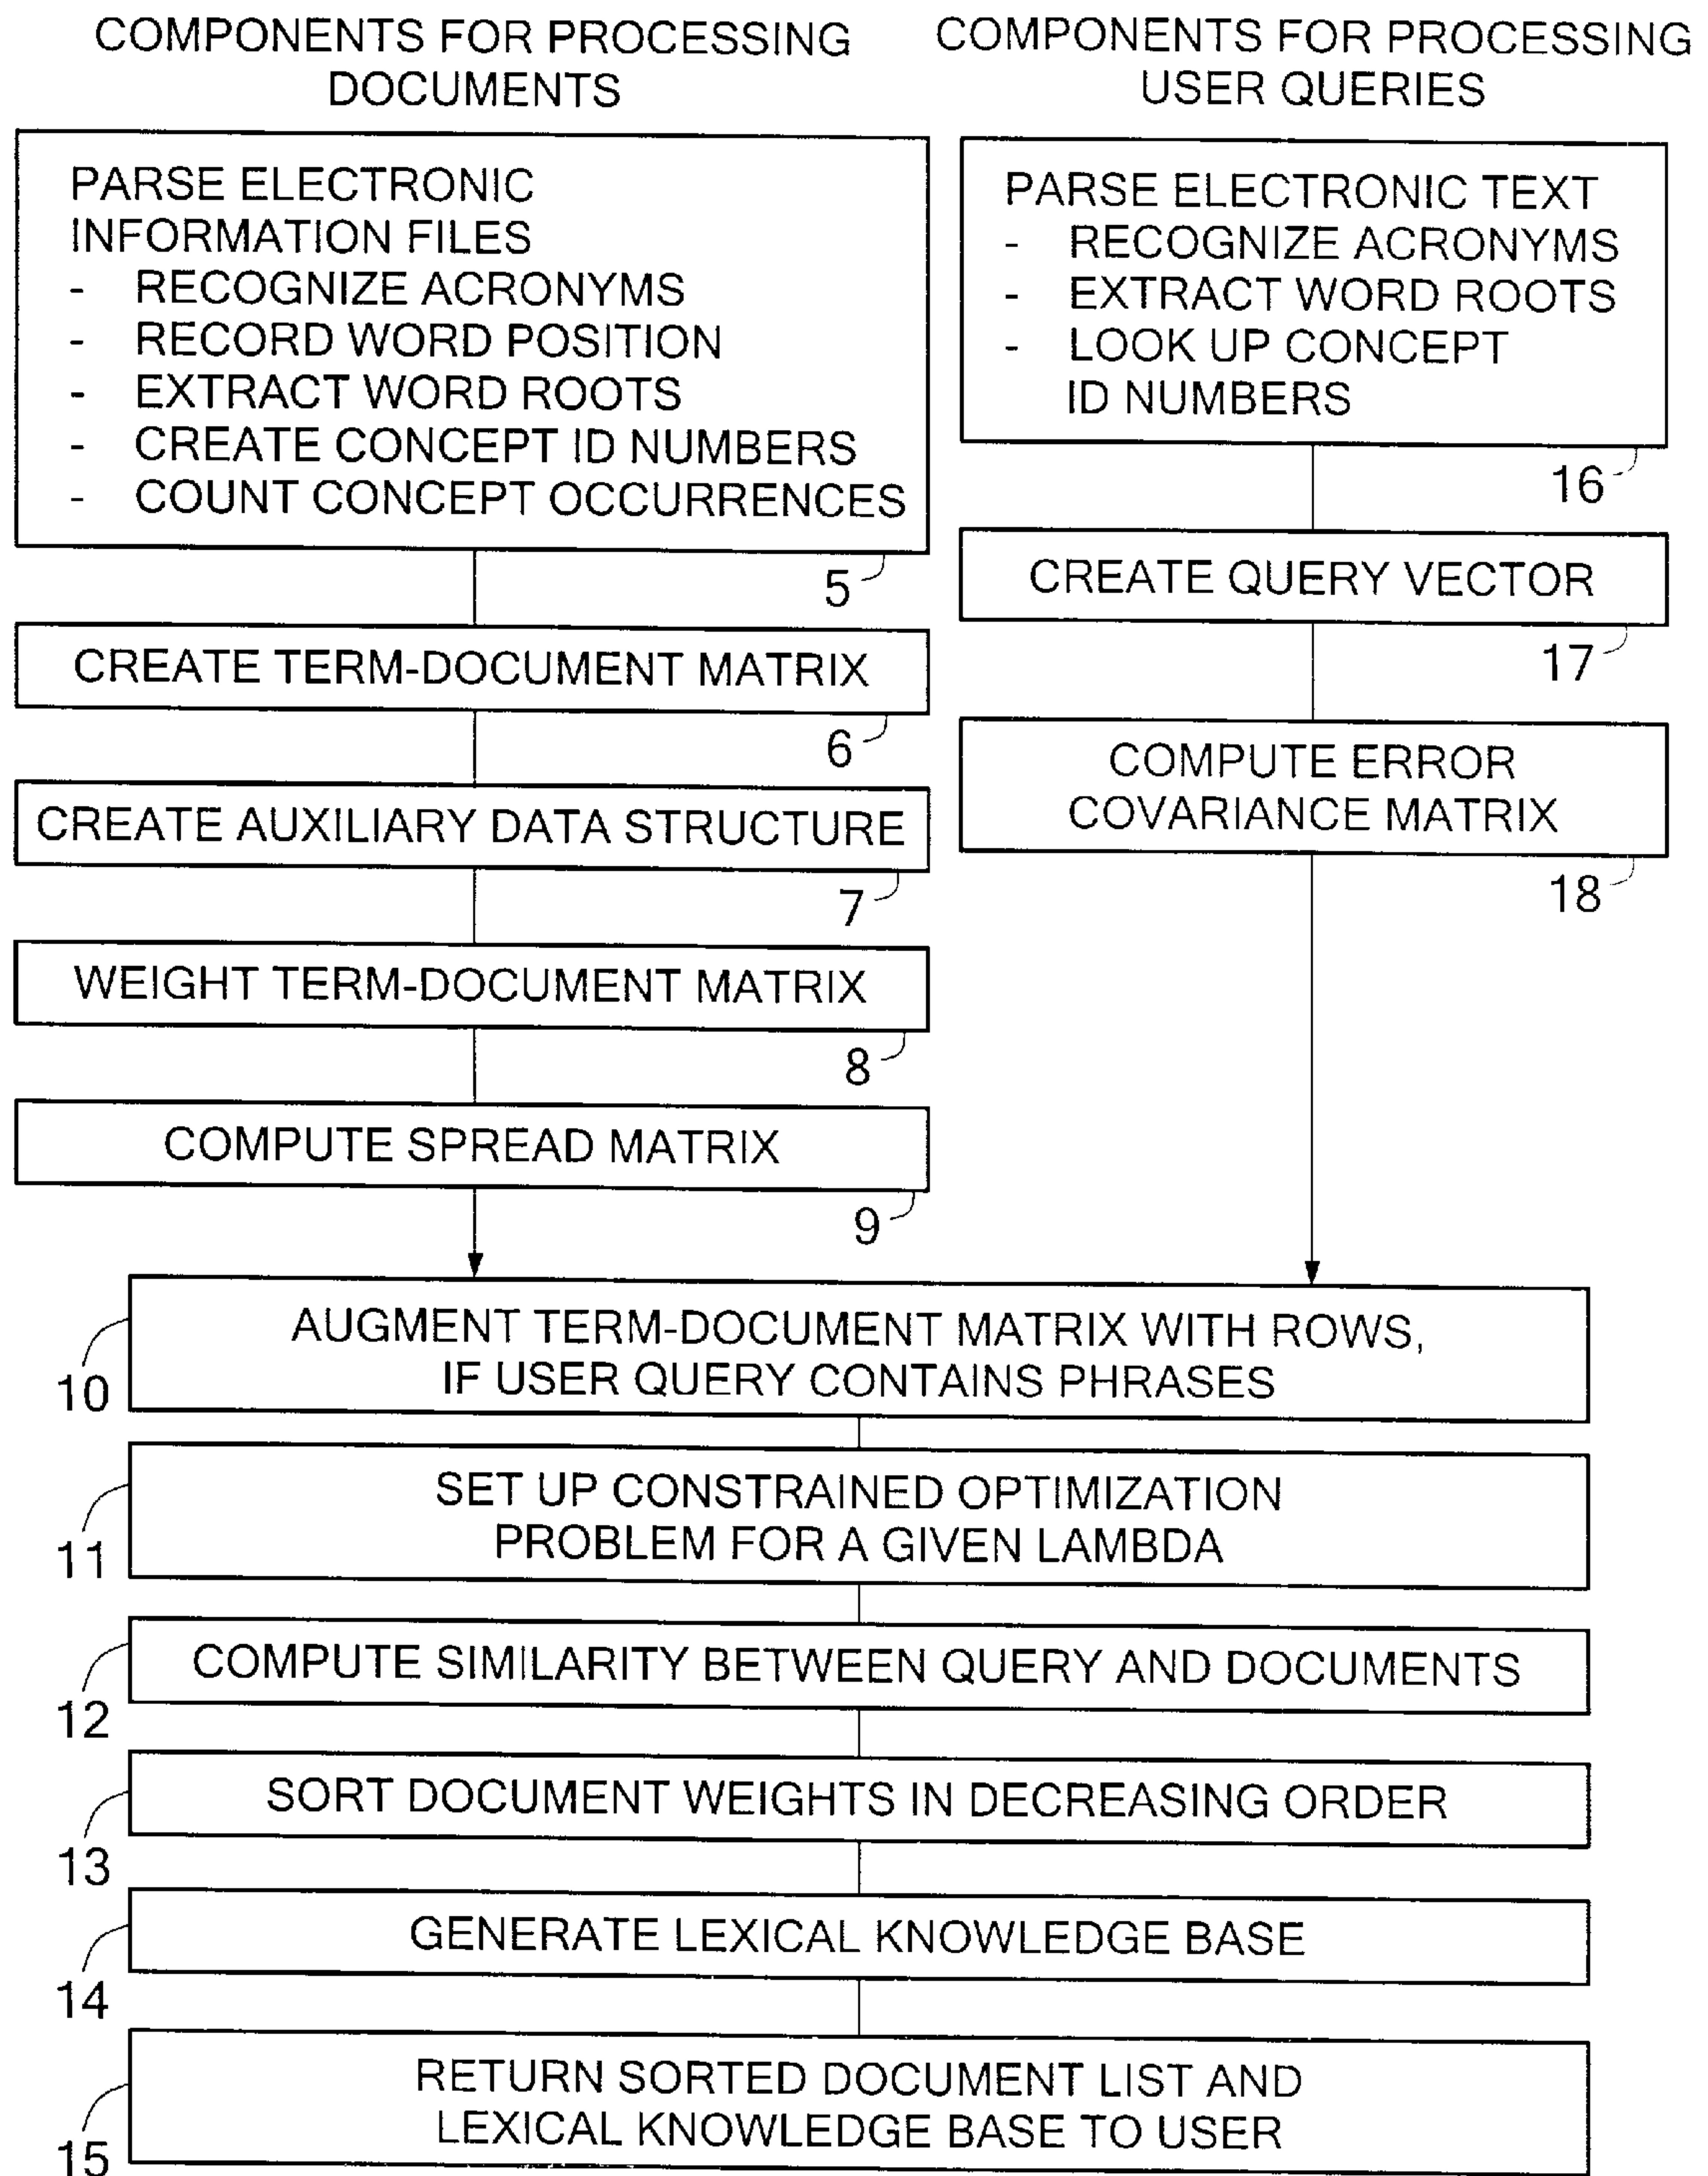 COMPONENTS FOR PROCESSING
DOCUMENTS
PARSE ELECTRONIC
INFORMATION FILES
- RECOGNIZE ACRONYMS
- RECORD WORD POSITION
- EXTRACT WORD ROOTS
- CREATE CONCEPT ID NUMBERS
- COUNT CONCEPT OCCURRENCES
5
CREATE TERM-DOCUMENT MATRIX
6
CREATE AUXILIARY DATA STRUCTURE
7
WEIGHT TERM-DOCUMENT MATRIX
8
COMPUTE SPREAD MATRIX
9
COMPONENTS FOR PROCESSING
USER QUERIES
PARSE ELECTRONIC TEXT
- RECOGNIZE ACRONYMS
- EXTRACT WORD ROOTS
- LOOK UP CONCEPT
ID NUMBERS
16
CREATE QUERY VECTOR
17
COMPUTE ERROR
COVARIANCE MATRIX
18
AUGMENT TERM-DOCUMENT MATRIX WITH ROWS,
IF USER QUERY CONTAINS PHRASES
10
SET UP CONSTRAINED OPTIMIZATION
PROBLEM FOR A GIVEN LAMBDA
11
COMPUTE SIMILARITY BETWEEN QUERY AND DOCUMENTS
12
SORT DOCUMENT WEIGHTS IN DECREASING ORDER
13
GENERATE LEXICAL KNOWLEDGE BASE
14
RETURN SORTED DOCUMENT LIST AND
LEXICAL KNOWLEDGE BASE TO USER
15